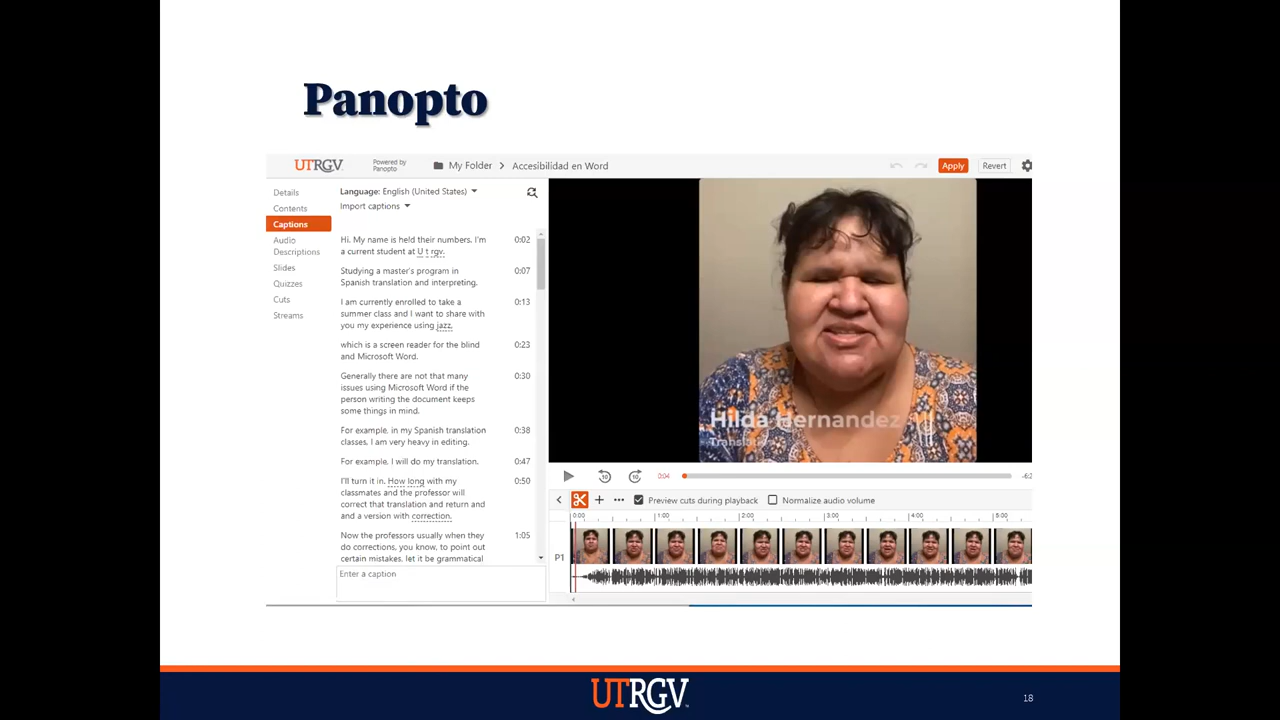 Panopto
UTRGV
Powered by
Panopto
My Folder > Accesibilidad en Word
Apply
Revert
Details
Contents
Captions
Audio
Descriptions
Slides
Quizzes
Cuts
Streams
Language: English (United States)
Import captions
Hi. My name is held their numbers. I'm 0:02
a current student at U t rgv.
Studying a master's program in 0:07
Spanish translation and interpreting.
I am currently enrolled to take a 0:13
summer class and I want to share with
you my experience using jazz,
which is a screen reader for the blind 0:23
and Microsoft Word.
Generally there are not that many 0:30
issues using Microsoft Word if the
person writing the document keeps
some things in mind.
For example, in my Spanish translation 0:38
classes, I am very heavy in editing.
For example, I will do my translation. 0:47
I'll turn it in. How long with my 0:50
classmates and the professor will
correct that translation and return and
and a version with correction.
Now the professors usually when they 1:05
do corrections, you know, to point out
certain mistakes, let it be grammatical
Enter a caption
Hilda Hernandez
Translation
10
10
0:04
-6:2
Preview cuts during playback
Normalize audio volume
0:00 1:00 2:00 3:00 4:00 5:00
P1
UTRGV
18